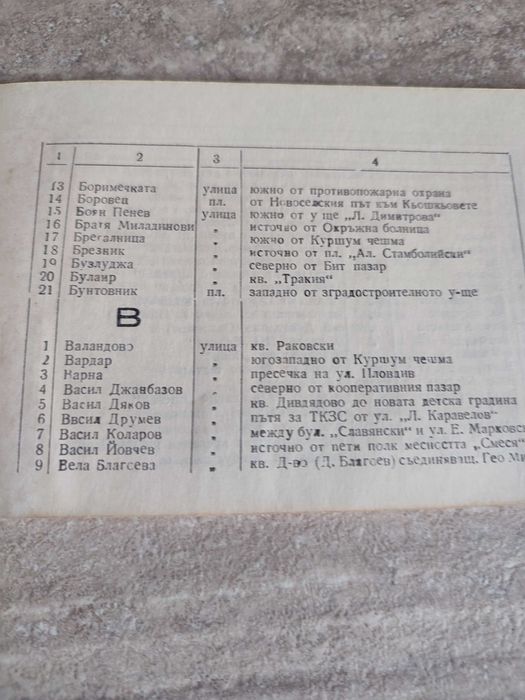 1 2 3 4
13 Боримечката улица южно от противопожарна охрана
14 Боровец пл. от Новоселския път към Кьошковете
15 Боян Пенев улица южно от у ще „Л. Димитрова"
16 Братя Миладинови „ источно от Окръжна болница
17 Брегалница „ южно от Куршум чешма
18 Брезник „ източно от пл. „Ал. Стамболийски"
19 Бузлуджа „ северно от Бит пазар
20 Булаир „ кв. „Тракия"
21 Бунтовник пл. западно от зградостроителното у-ще
В
1 Валандово улица кв. Раковски
2 Вардар „ югозападно от Куршум чешма
3 Варна „ пресечка на ул. Пловдив
4 Васил Джанбазов „ северно от кооперативния пазар
5 Васил Дяков „ кв. Дивдядово до новата детска градина
6 Ввсил Друмев „ пътя за ТКЗС от ул. „Л. Каравелов"
7 Васил Коларов „ между бул. „Славянски" и ул. Е. Марковс
8 Васил Йовчев „ източно от пети полк месността „Смеся"
9 Вела Благоева „ кв. Д-во (Д. Благоев) съединяващ. Гео Ми